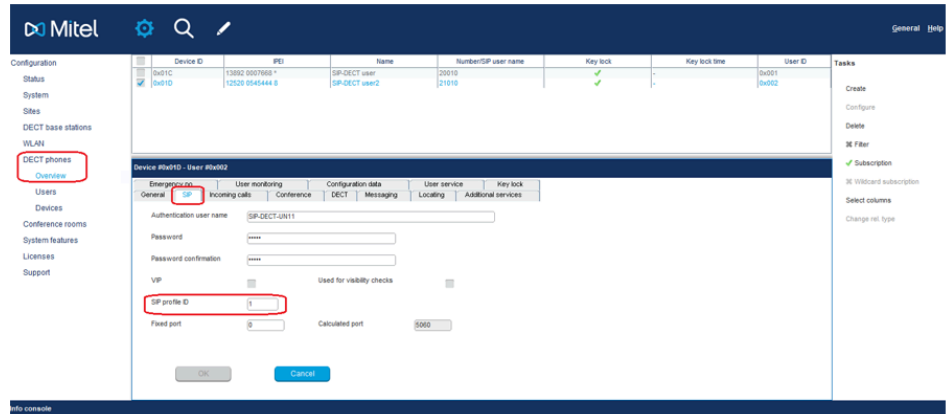 Mitel
General Help
Configuration
Status
System
Sites
DECT base stations
WLAN
DECT phones
Overview
Users
Devices
Conference rooms
System features
Licenses
Support
Device ID IPEI Name Number/SIP user name Key lock Key lock time User ID
0x01C 13892 0007668 * SIP-DECT user 20010 - 0x001
0x01D 12520 0545444 8 SIP-DECT user2 21010 - 0x002
Device #0x01D - User #0x002
Emergency no. User monitoring Configuration data User service Key lock
General SIP Incoming calls Conference DECT Messaging Locating Additional services
Authentication user name SIP-DECT-UN11
Password •••••
Password confirmation •••••
VIP Used for visibility checks
SIP profile ID 1
Fixed port 0 Calculated port 5060
OK Cancel
Tasks
Create
Configure
Delete
Filter
Subscription
Wildcard subscription
Select columns
Change rel. type
Info console